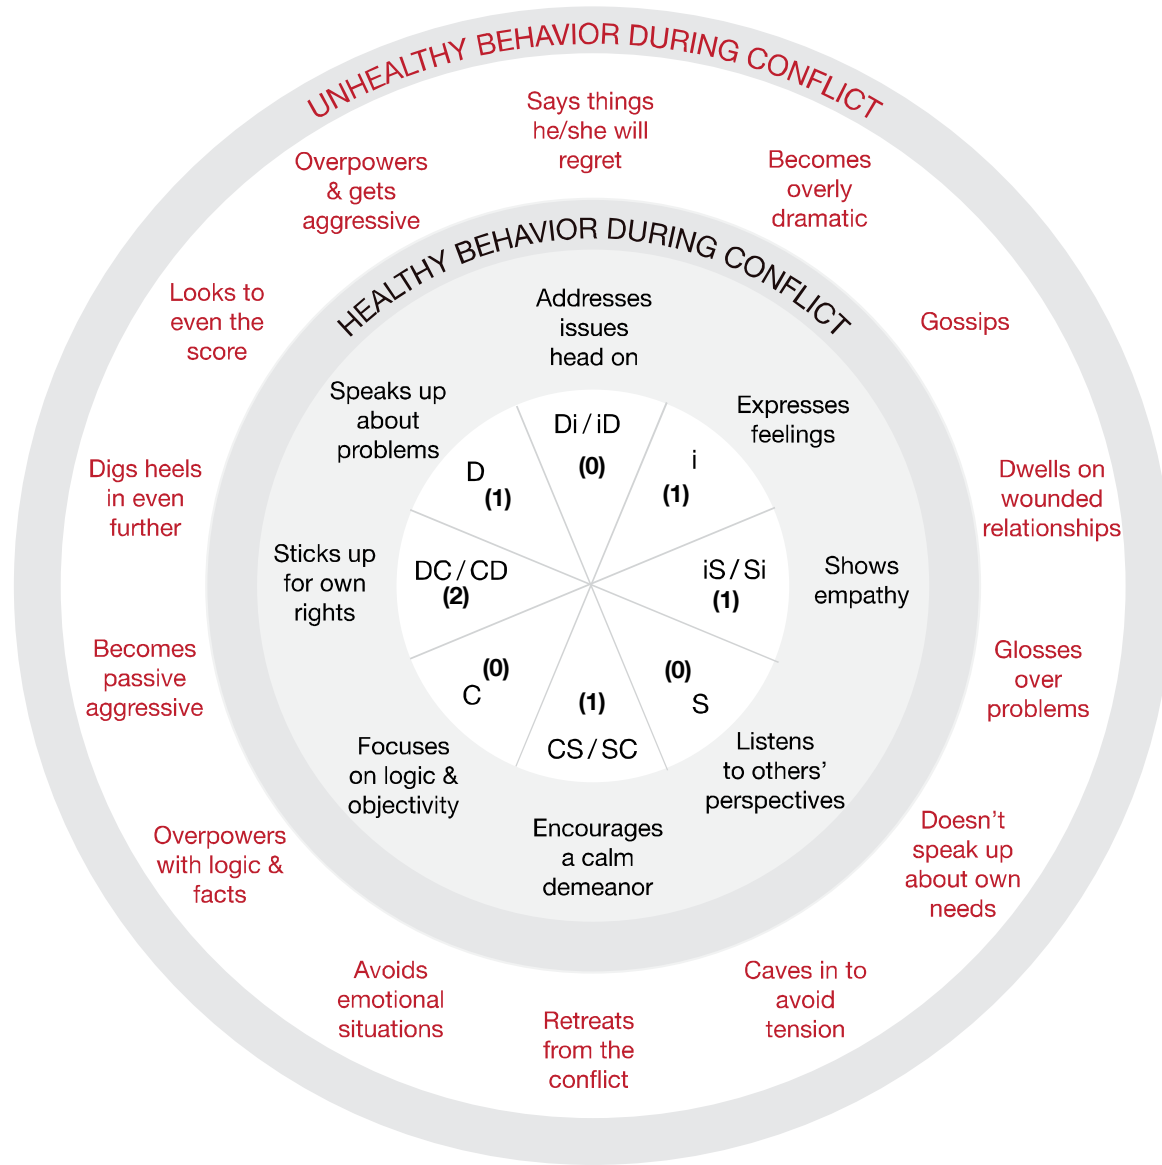 UNHEALTHY BEHAVIOR DURING CONFLICT
Says things
he/she will
regret
Becomes
overly
dramatic
Gossips
Dwells on
wounded
relationships
Glosses
over
problems
Doesn’t
speak up
about own
needs
Caves in to
avoid
tension
Retreats
from the
conflict
Avoids
emotional
situations
Overpowers
with logic &
facts
Becomes
passive
aggressive
Digs heels
in even
further
Looks to
even the
score
Overpowers
& gets
aggressive
HEALTHY BEHAVIOR DURING CONFLICT
Addresses
issues
head on
Expresses
feelings
Shows
empathy
Listens
to others’
perspectives
Encourages
a calm
demeanor
Focuses
on logic &
objectivity
Sticks up
for own
rights
Speaks up
about
problems
Di / iD
(0)
i
(1)
iS / Si
(1)
(0)
S
(1)
CS / SC
(0)
C
DC / CD
(2)
D
(1)